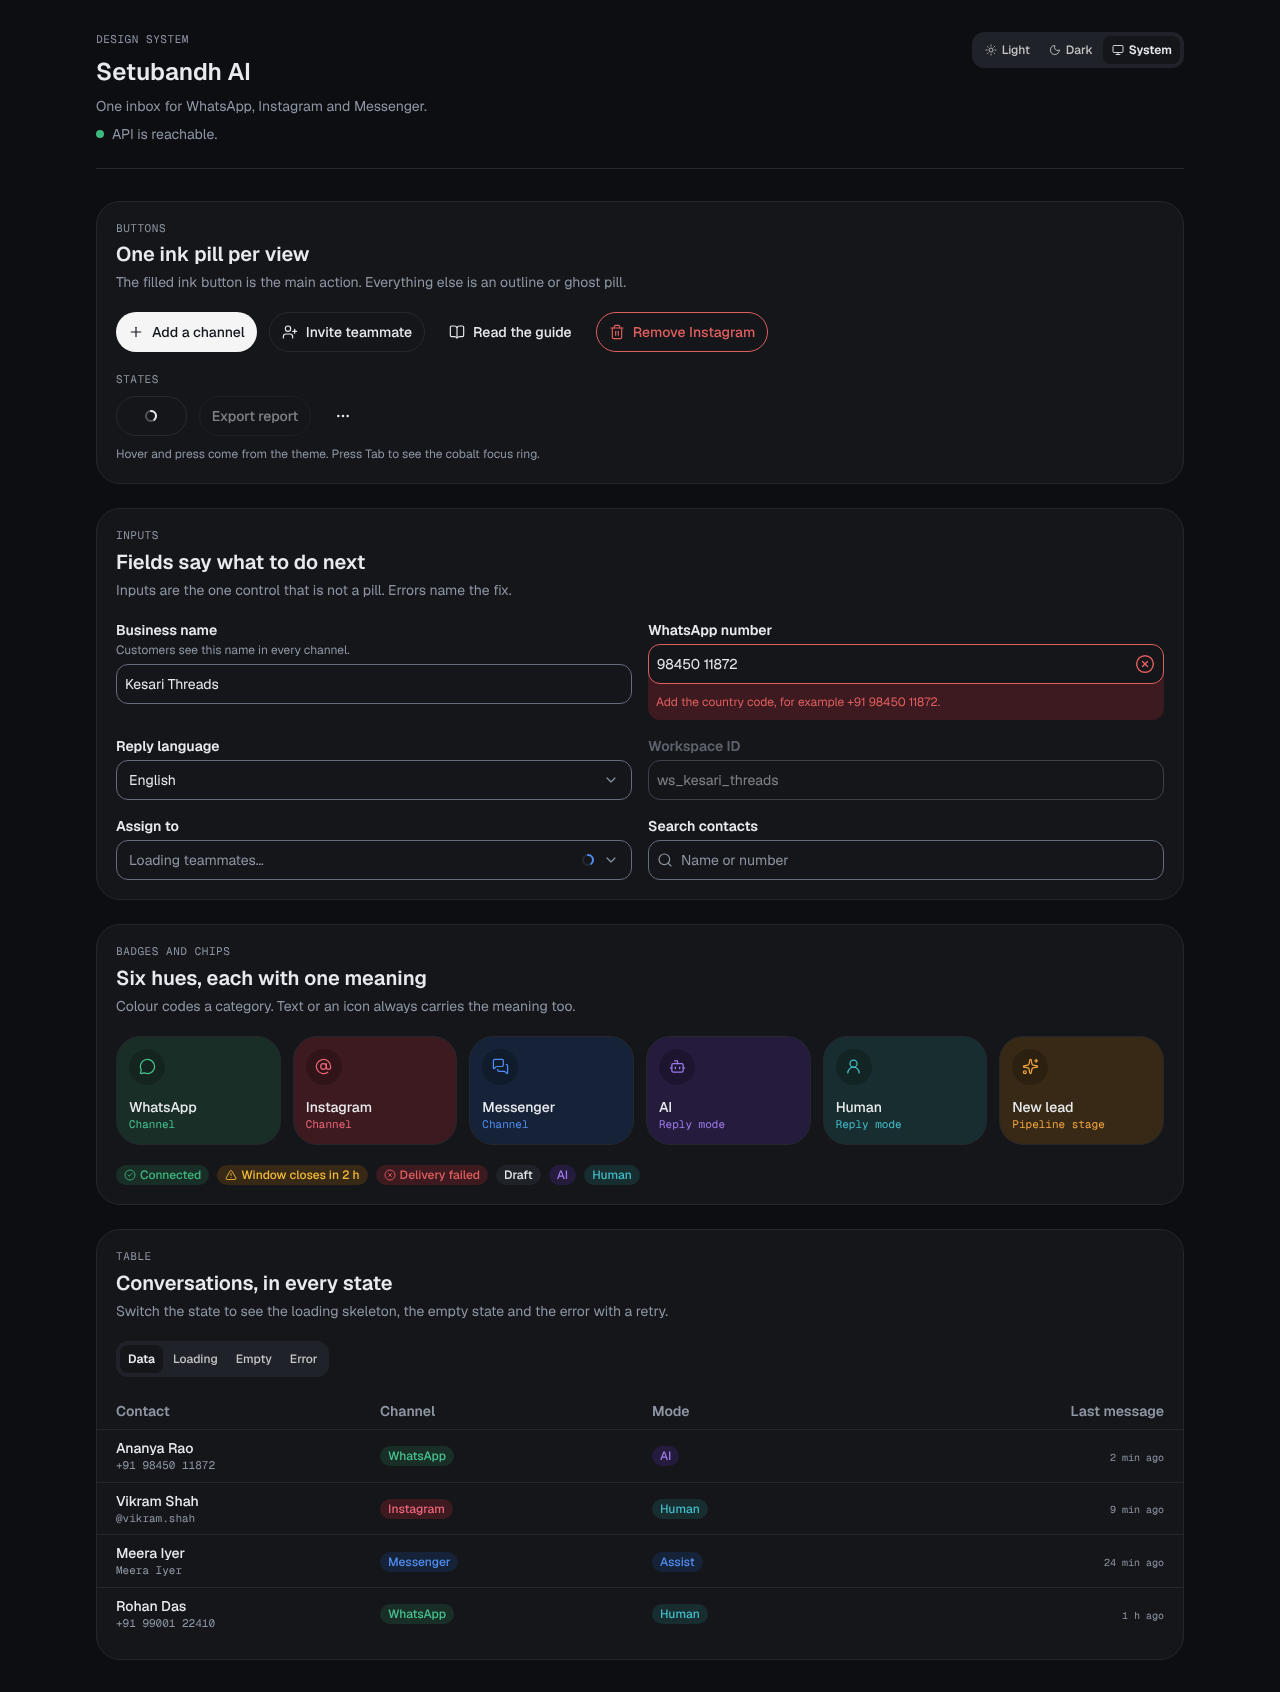 DESIGN SYSTEM
Setubandh AI
One inbox for WhatsApp, Instagram and Messenger.
API is reachable.
Light
Dark
System
BUTTONS
One ink pill per view
The filled ink button is the main action. Everything else is an outline or ghost pill.
Add a channel
Invite teammate
Read the guide
Remove Instagram
STATES
Export report
Hover and press come from the theme. Press Tab to see the cobalt focus ring.
INPUTS
Fields say what to do next
Inputs are the one control that is not a pill. Errors name the fix.
Business name
Customers see this name in every channel.
Kesari Threads
WhatsApp number
98450 11872
Add the country code, for example +91 98450 11872.
Reply language
English
Workspace ID
ws_kesari_threads
Assign to
Loading teammates...
Search contacts
Name or number
BADGES AND CHIPS
Six hues, each with one meaning
Colour codes a category. Text or an icon always carries the meaning too.
WhatsApp
Channel
Instagram
Channel
Messenger
Channel
AI
Reply mode
Human
Reply mode
New lead
Pipeline stage
Connected
Window closes in 2 h
Delivery failed
Draft
AI
Human
TABLE
Conversations, in every state
Switch the state to see the loading skeleton, the empty state and the error with a retry.
Data
Loading
Empty
Error
Contact Channel Mode Last message
Ananya Rao
+91 98450 11872
WhatsApp
AI
2 min ago
Vikram Shah
@vikram.shah
Instagram
Human
9 min ago
Meera Iyer
Meera Iyer
Messenger
Assist
24 min ago
Rohan Das
+91 99001 22410
WhatsApp
Human
1 h ago